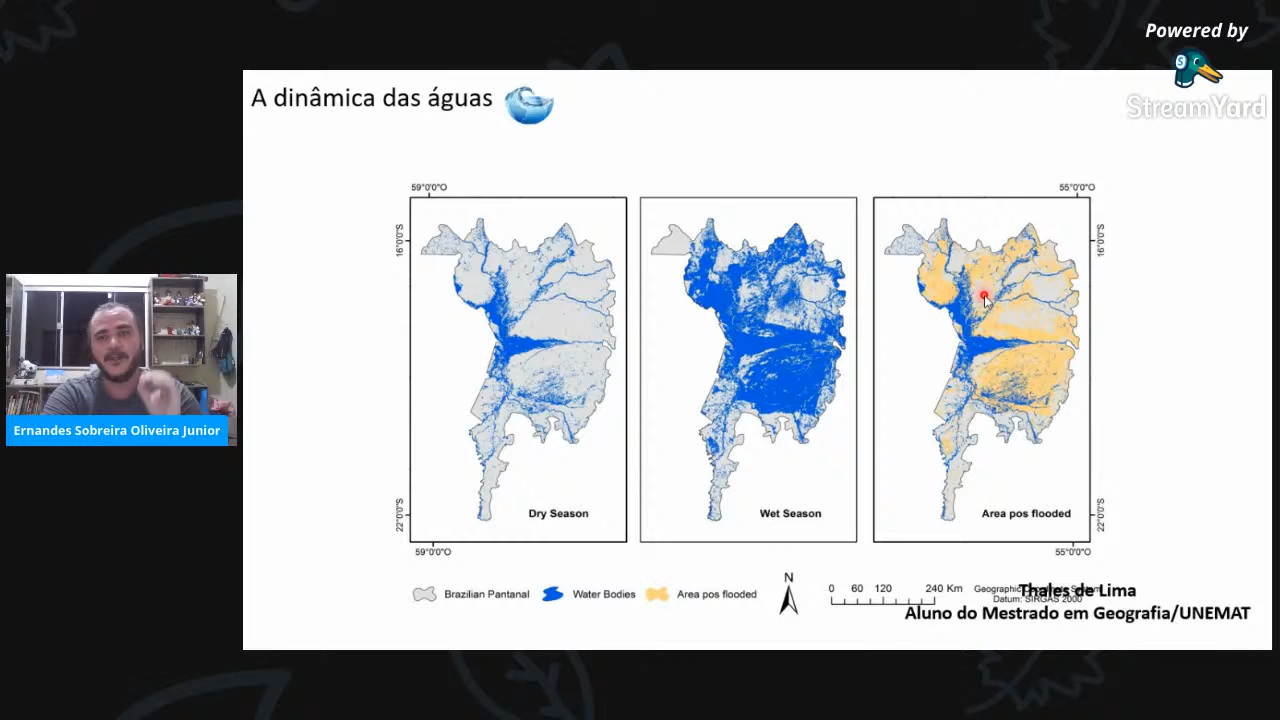 Powered by
StreamYard
A dinâmica das águas
59°0'0"O
55°0'0"O
16°0'0"S
16°0'0"S
Ernandes Sobreira Oliveira Junior
Dry Season
Wet Season
Area pos flooded
22°0'0"S
22°0'0"S
59°0'0"O
55°0'0"O
N
Brazilian Pantanal
Water Bodies
Area pos flooded
0 60 120 240 Km
Datum: SIRGAS 2000
Thales de Lima
Aluno do Mestrado em Geografia/UNEMAT